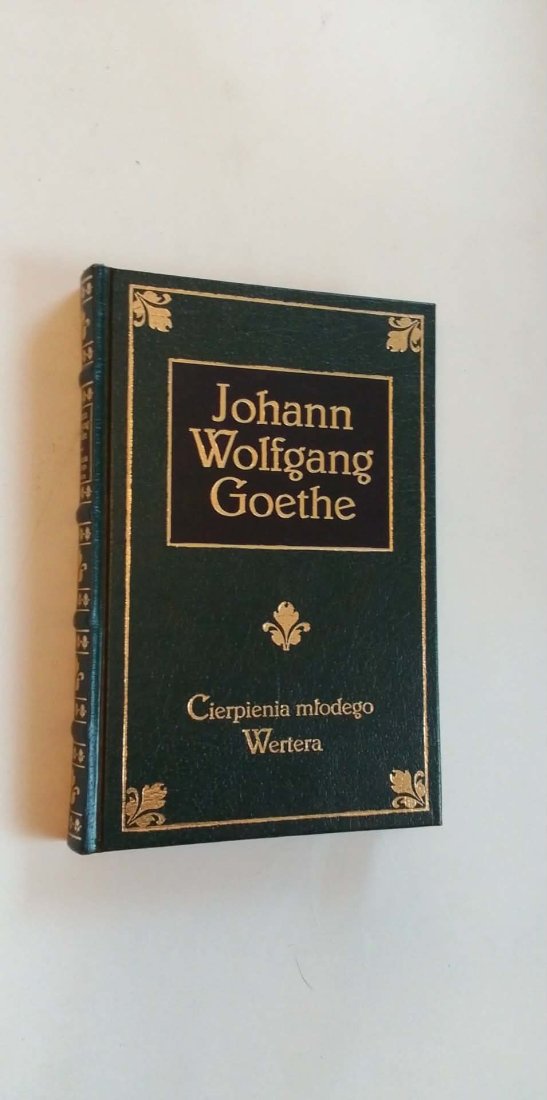 Johann
Wolfgang
Goethe
Cierpienia młodego
Wertera